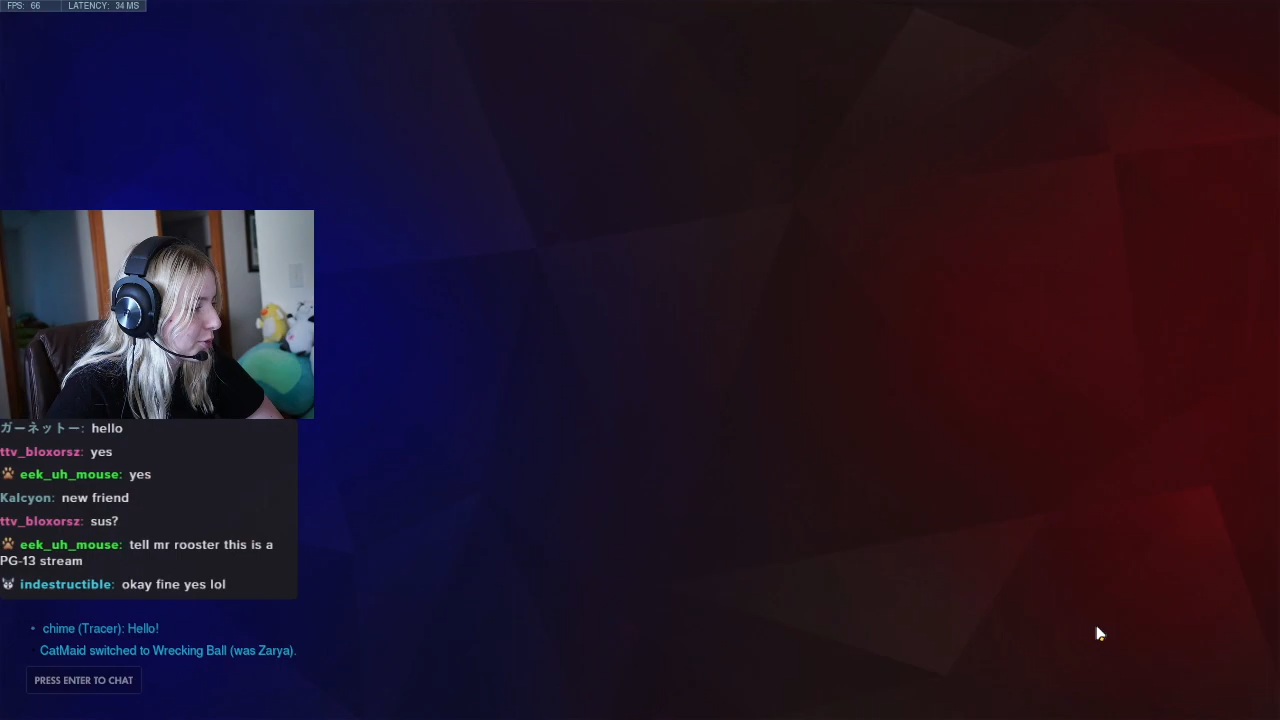 FPS: 66 LATENCY: 34 MS
ガーネットー: hello
ttv_bloxorsz: yes
eek_uh_mouse: yes
Kalcyon: new friend
ttv_bloxorsz: sus?
eek_uh_mouse: tell mr rooster this is a
PG-13 stream
indestructible: okay fine yes lol
• chime (Tracer): Hello!
CatMaid switched to Wrecking Ball (was Zarya).
PRESS ENTER TO CHAT